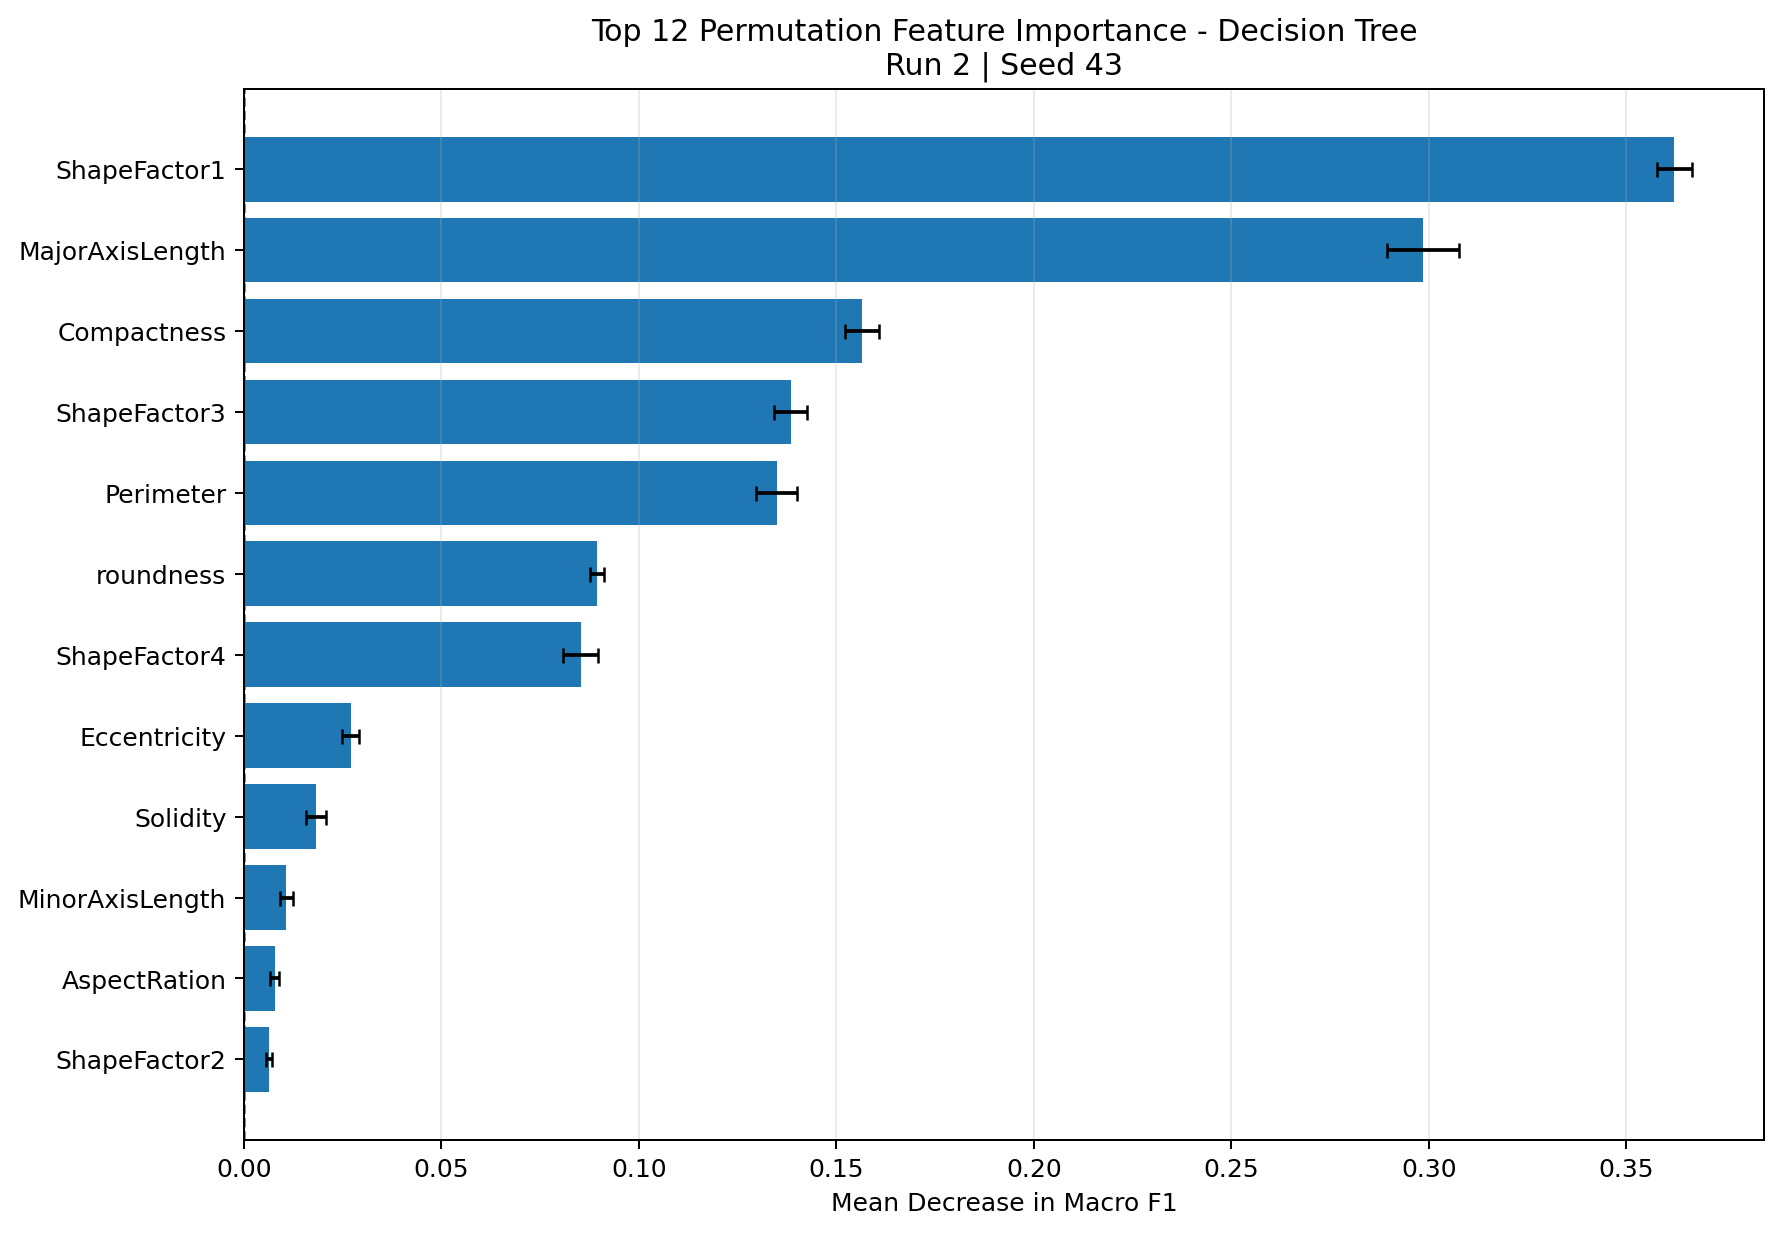 Top 12 Permutation Feature Importance - Decision Tree
Run 2 | Seed 43
ShapeFactor1
MajorAxisLength
Compactness
ShapeFactor3
Perimeter
roundness
ShapeFactor4
Eccentricity
Solidity
MinorAxisLength
AspectRation
ShapeFactor2
0.00 0.05 0.10 0.15 0.20 0.25 0.30 0.35
Mean Decrease in Macro F1